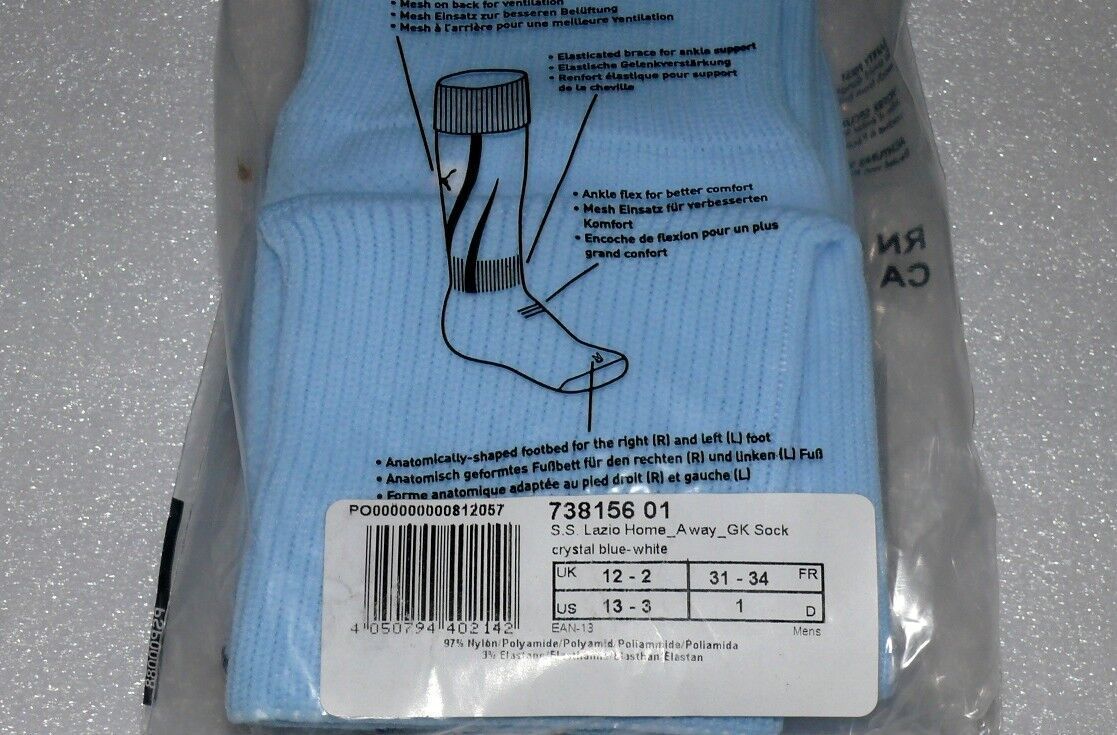 • Mesh on back for ventilation
• Mesh Einsatz zur besseren Belüftung
• Mesh à l'arrière pour une meilleure ventilation
• Elasticated brace for ankle support
• Elastische Gelenkverstärkung
• Renfort élastique pour support
de la cheville
• Ankle flex for better comfort
• Mesh Einsatz für verbesserten
Komfort
• Encoche de flexion pour un plus
grand confort
R
RN
CA
• Anatomically-shaped footbed for the right (R) and left (L) foot
• Anatomisch geformtes Fußbett für den rechten (R) und linken (L) Fuß
• Forme anatomique adaptée au pied droit (R) et gauche (L)
PO000000000812057
738156 01
S.S. Lazio Home_Away_GK Sock
crystal blue-white
UK 12 - 2 31 - 34 FR
US 13 - 3 1 D
EAN-13 Mens
4 050794 402142
97% Nylon/Polyamide/Polyamid/Poliammide/Poliamida
3% Elastane/ Elasthan/Elastan